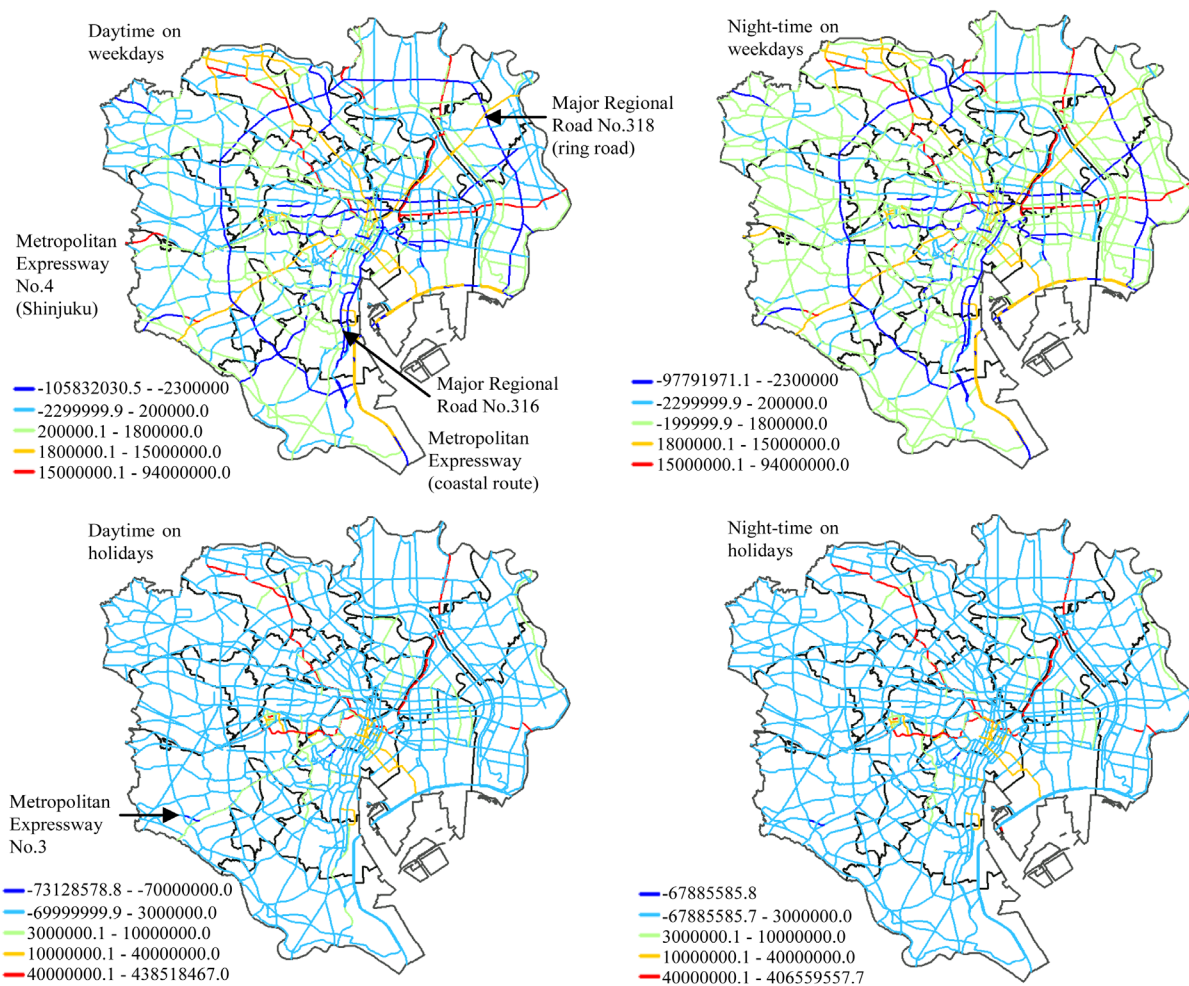 Daytime on
weekdays
Major Regional
Road No.318
(ring road)
Metropolitan
Expressway
No.4
(Shinjuku)
Major Regional
Road No.316
Metropolitan
Expressway
(coastal route)
-105832030.5 - -2300000
-2299999.9 - 200000.0
200000.1 - 1800000.0
1800000.1 - 15000000.0
15000000.1 - 94000000.0
Night-time on
weekdays
-97791971.1 - -2300000
-2299999.9 - 200000.0
-199999.9 - 1800000.0
1800000.1 - 15000000.0
15000000.1 - 94000000.0
Daytime on
holidays
Metropolitan
Expressway
No.3
-73128578.8 - -70000000.0
-69999999.9 - 3000000.0
3000000.1 - 10000000.0
10000000.1 - 40000000.0
40000000.1 - 438518467.0
Night-time on
holidays
-67885585.8
-67885585.7 - 3000000.0
3000000.1 - 10000000.0
10000000.1 - 40000000.0
40000000.1 - 406559557.7